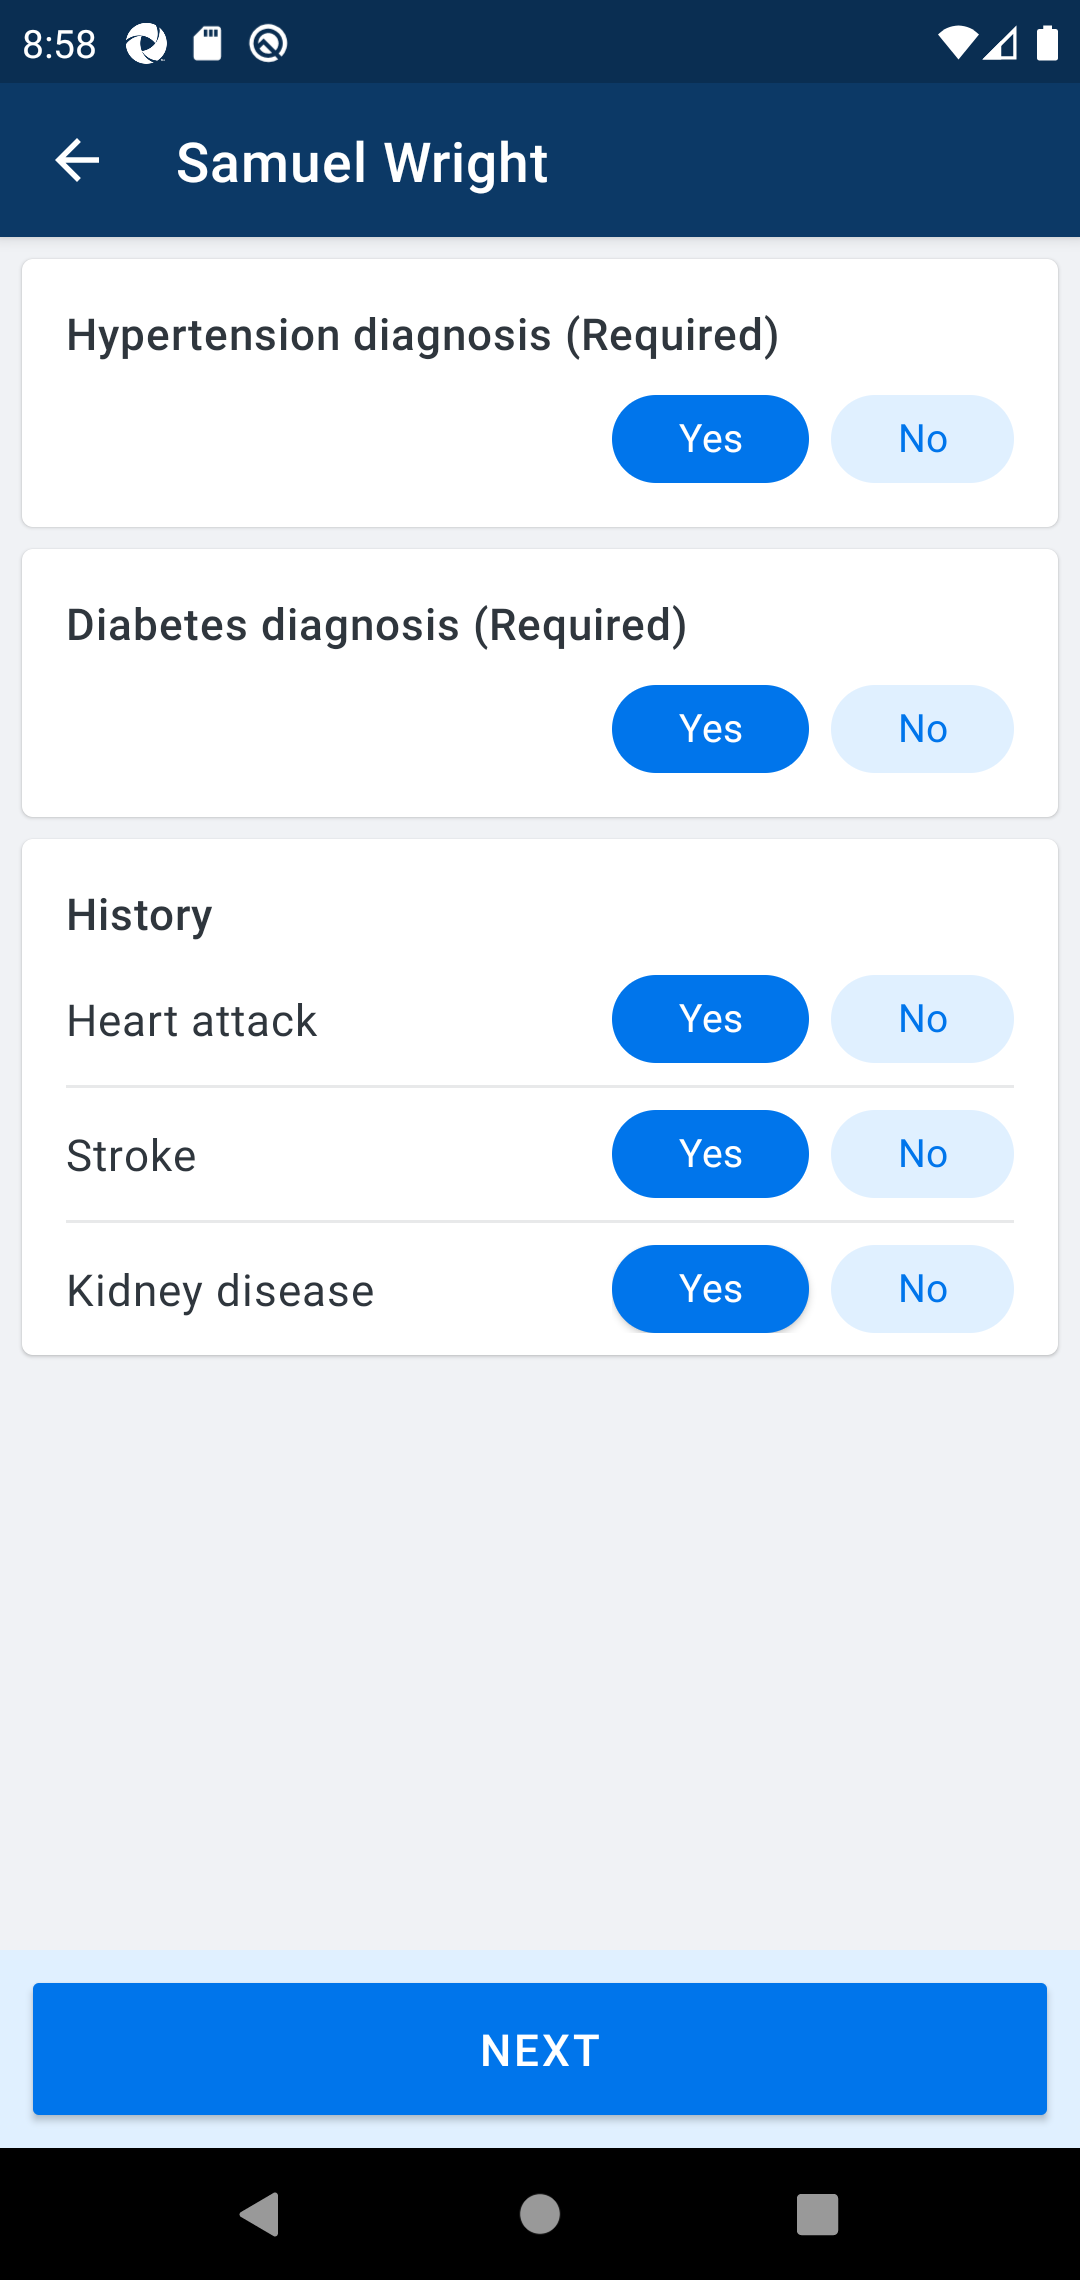 8:58
Samuel Wright
Hypertension diagnosis (Required)
Yes No
Diabetes diagnosis (Required)
Yes No
History
Heart attack Yes No
Stroke Yes No
Kidney disease Yes No
NEXT